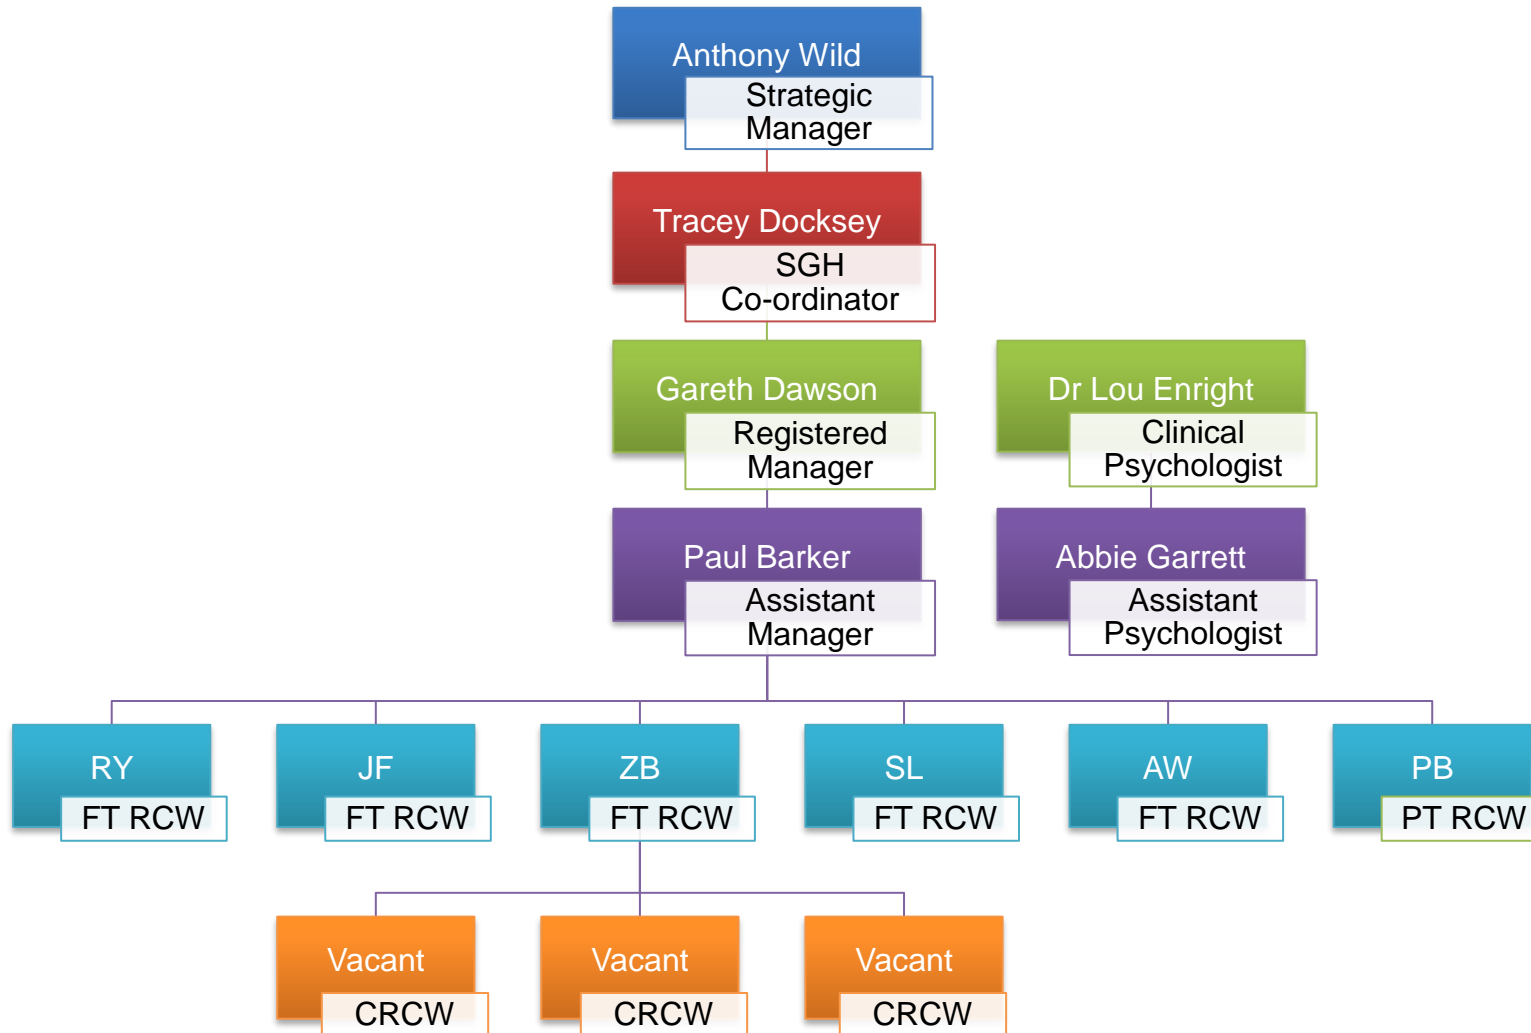 Anthony Wild
Strategic
Manager
Tracey Docksey
SGH
Co-ordinator
Gareth Dawson
Registered
Manager
Dr Lou Enright
Clinical
Psychologist
Paul Barker
Assistant
Manager
Abbie Garrett
Assistant
Psychologist
RY
FT RCW
JF
FT RCW
ZB
FT RCW
SL
FT RCW
AW
FT RCW
PB
PT RCW
Vacant
CRCW
Vacant
CRCW
Vacant
CRCW